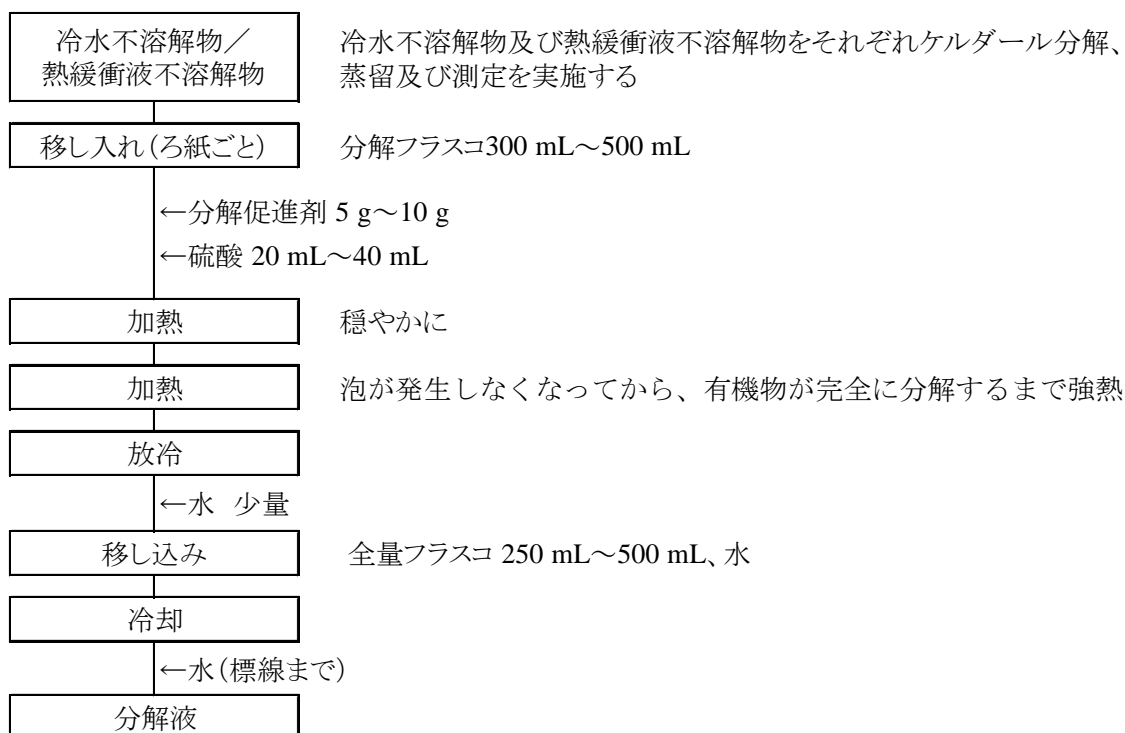 冷水不溶解物／ 冷水不溶解物及び熱緩衝液不溶解物をそれぞれケルダール分解、
熱緩衝液不溶解物 蒸留及び測定を実施する
移し入れ（ろ紙ごと） 分解フラスコ300 mL～500 mL
←分解促進剤 5 g～10 g
←硫酸 20 mL～40 mL
加熱 穏やかに
加熱 泡が発生しなくなってから、有機物が完全に分解するまで強熱
放冷
←水 少量
移し込み 全量フラスコ 250 mL～500 mL、水
冷却
←水（標線まで）
分解液